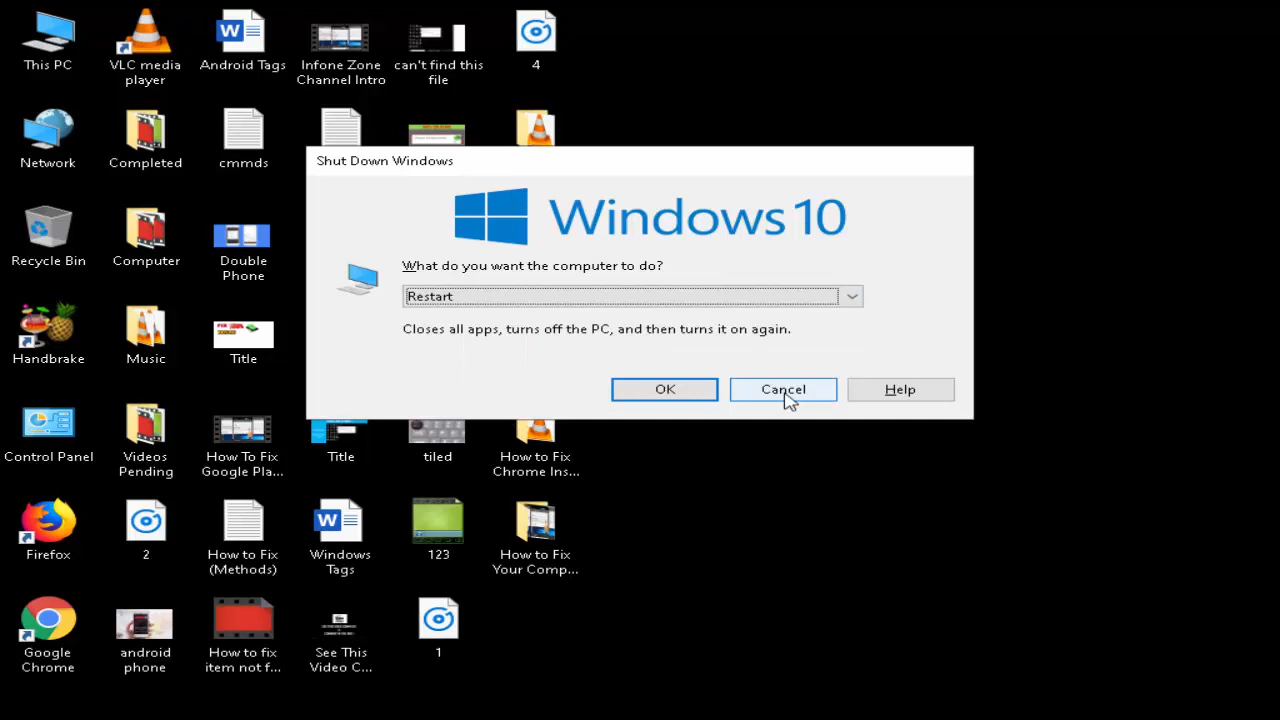 This PC
VLC media
player
Android Tags
Infone Zone
Channel Intro
can't find this
file
4
Network
Completed
cmmds
Shut Down Windows
Windows 10
What do you want the computer to do?
Restart
Closes all apps, turns off the PC, and then turns it on again.
OK
Cancel
Help
Recycle Bin
Computer
Double
Phone
Handbrake
Music
Title
Control Panel
Videos
Pending
How To Fix
Google Pla...
Title
tiled
How to Fix
Chrome Ins...
Firefox
2
How to Fix
(Methods)
Windows
Tags
123
How to Fix
Your Comp...
Google
Chrome
android
phone
How to fix
item not f...
See This
Video C...
1